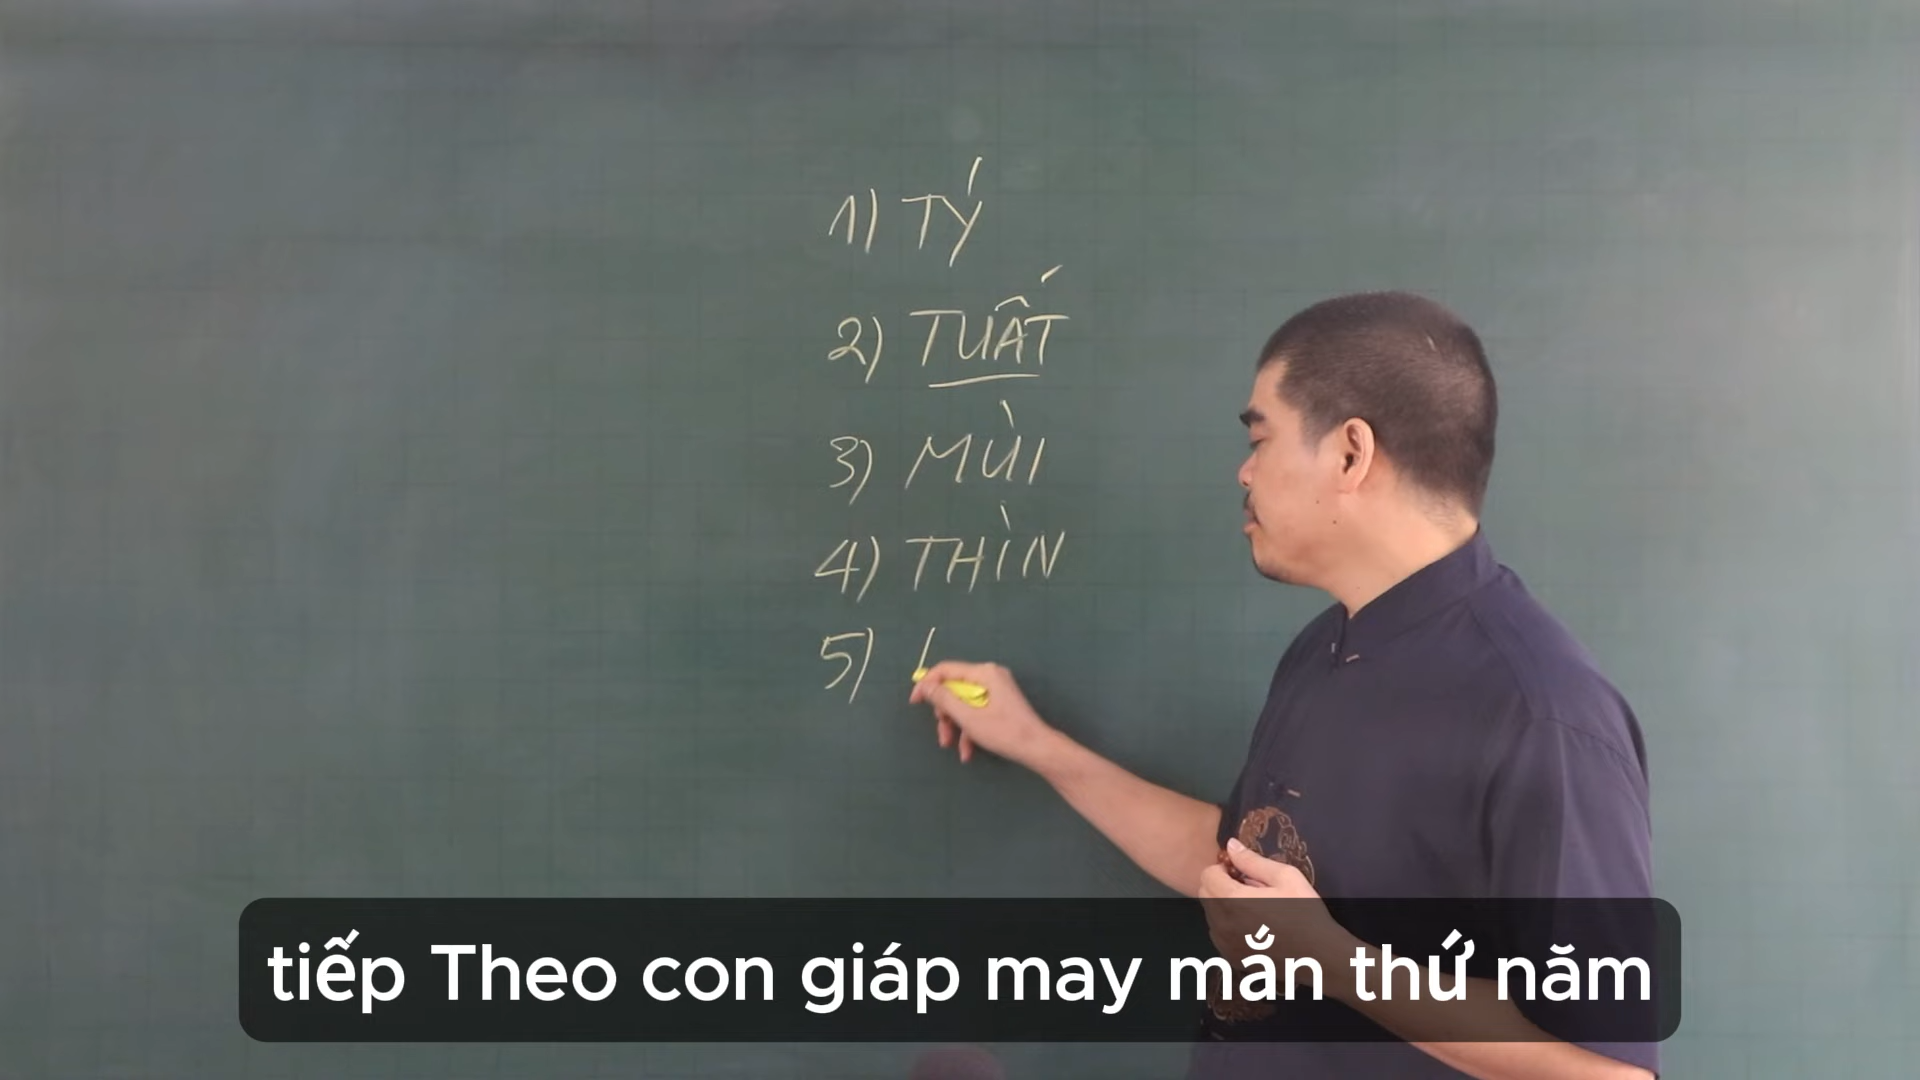 1) TÝ
2) TUẤT
3) MÙI
4) THÌN
5)
tiếp Theo con giáp may mắn thứ năm